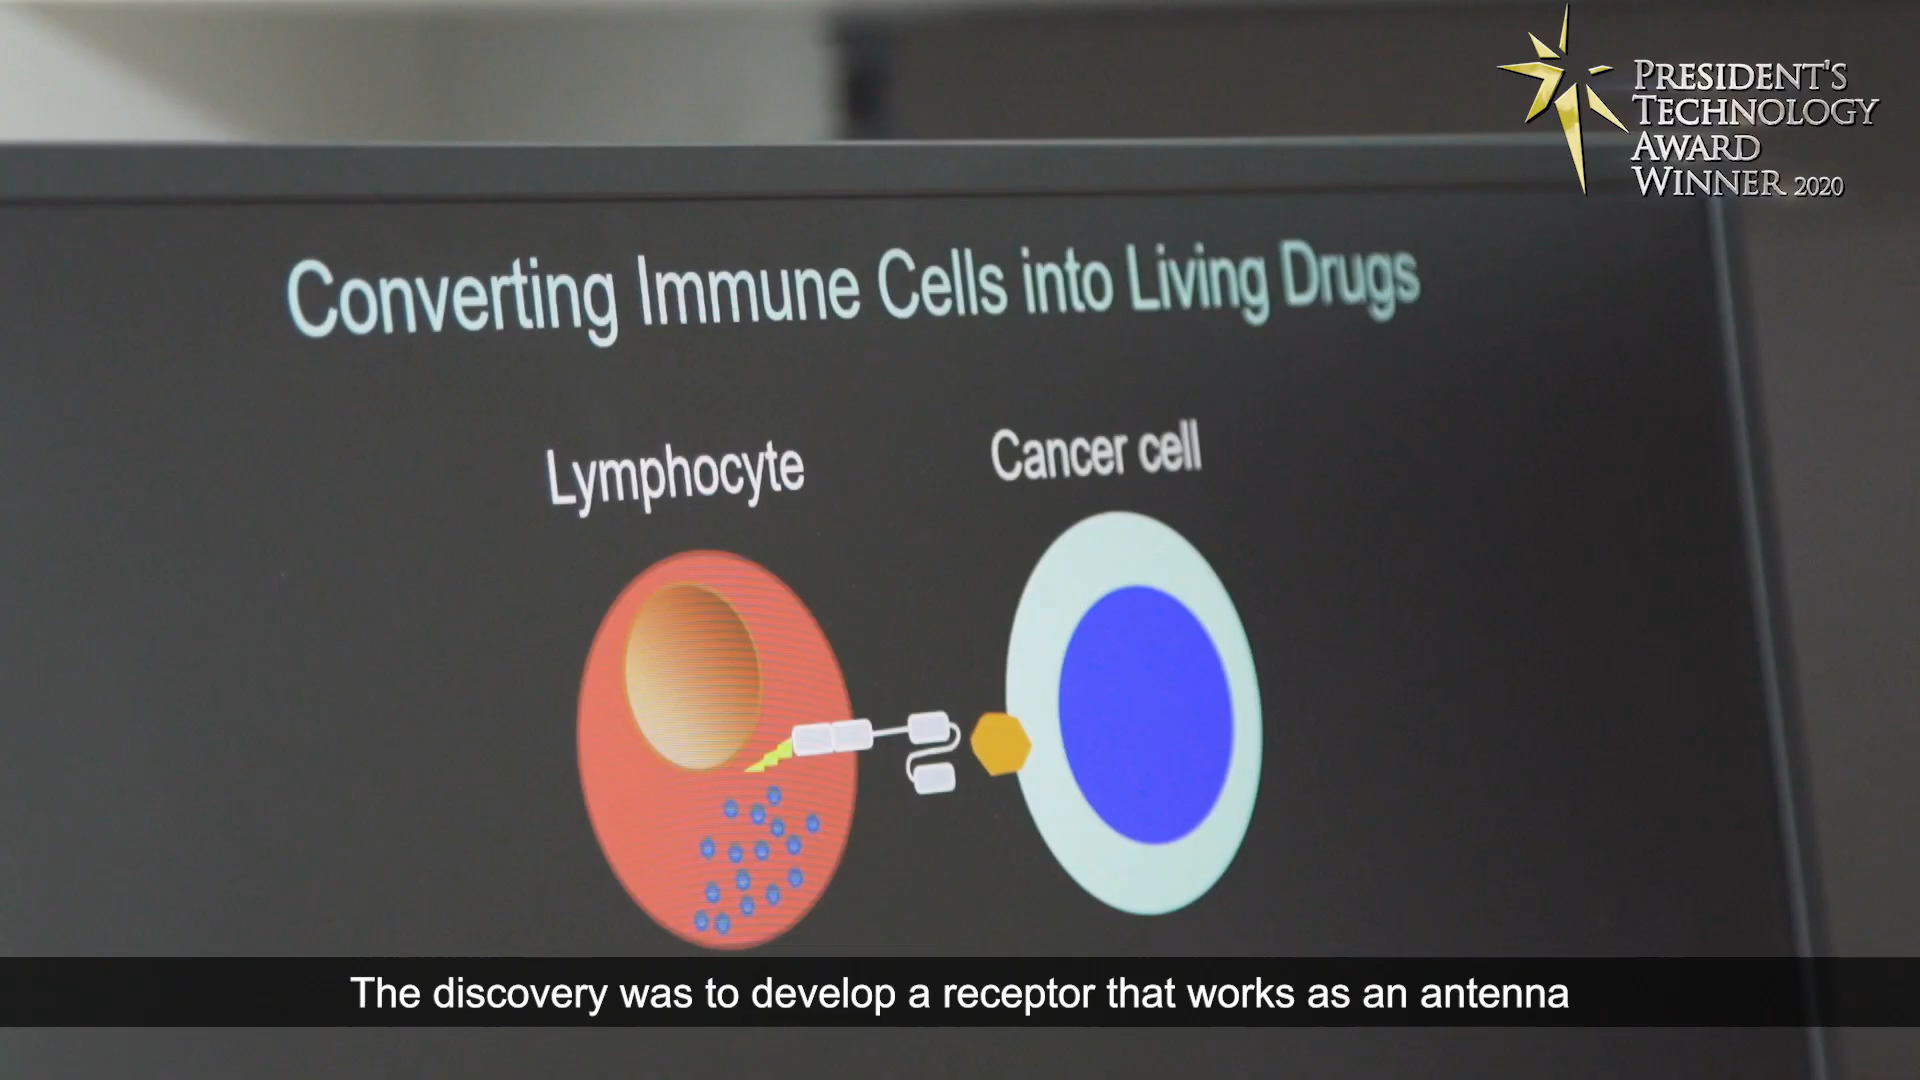 PRESIDENT'S
TECHNOLOGY
AWARD
WINNER 2020
Converting Immune Cells into Living Drugs
Lymphocyte
Cancer cell
The discovery was to develop a receptor that works as an antenna